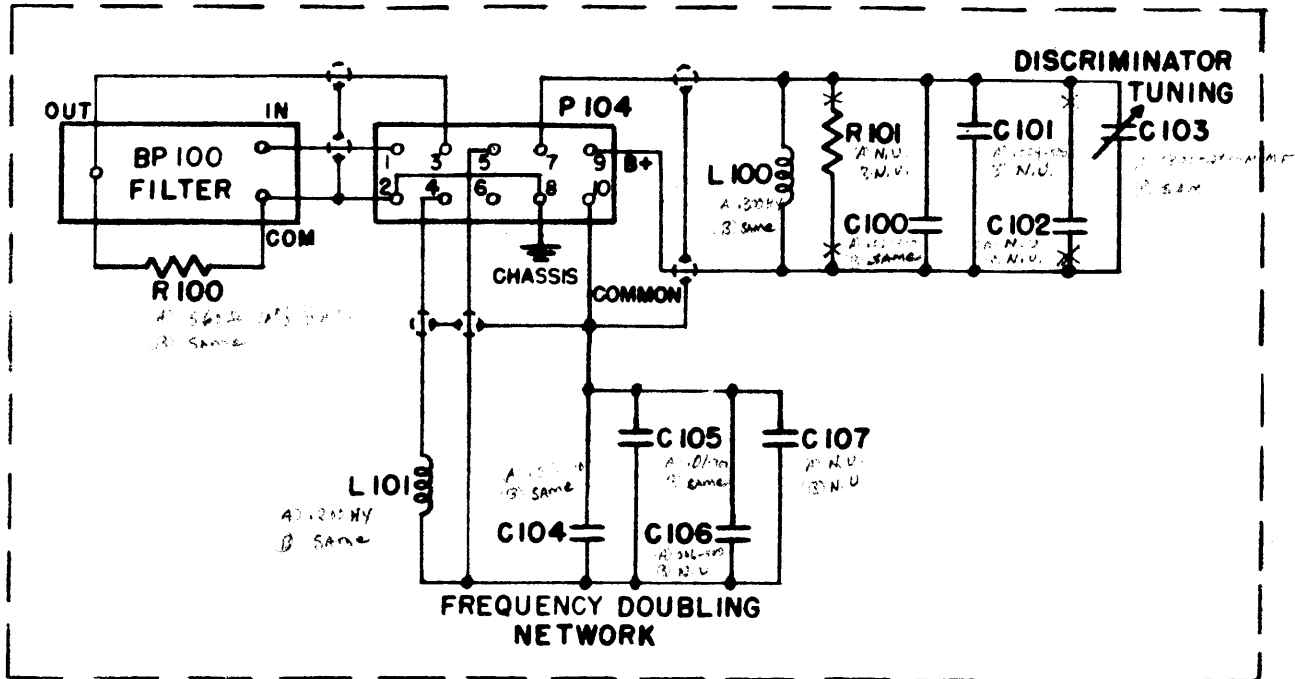 DISCRIMINATOR
TUNING
OUT
IN
P 104
BP 100
FILTER
COM
1
3
5
7
9
B+
2
4
6
8
10
CHASSIS
COMMON
R 100
B) Same
L 100
B) Same
R 101
N.U.
N.U.
C 100
Same
C 101
N.U.
C 102
N.U.
N.U.
C 103
L 101
B) Same
C 104
B) Same
C 105
B) Same
C 106
B) N.U.
C 107
A) N.U.
B) N.U.
FREQUENCY DOUBLING
NETWORK